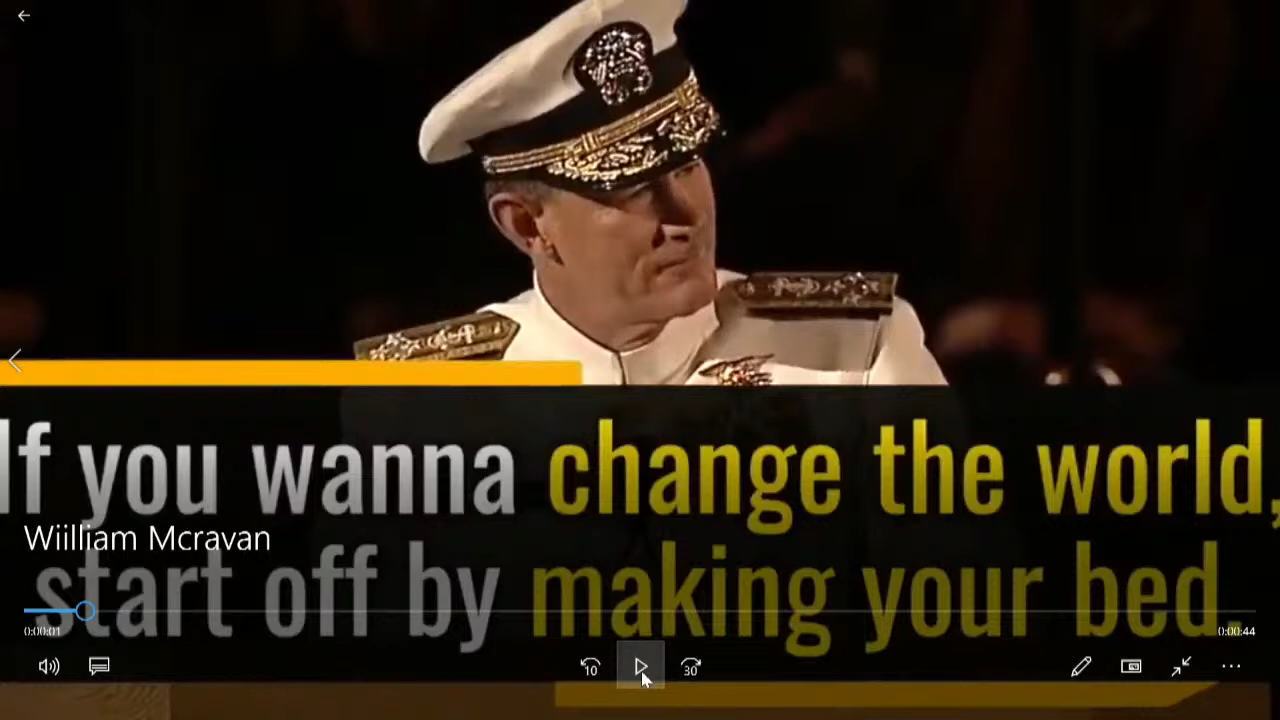 If you wanna change the world,
Wiilliam Mcravan
start off by making your bed.
0:00:01
0:00:44
10
30